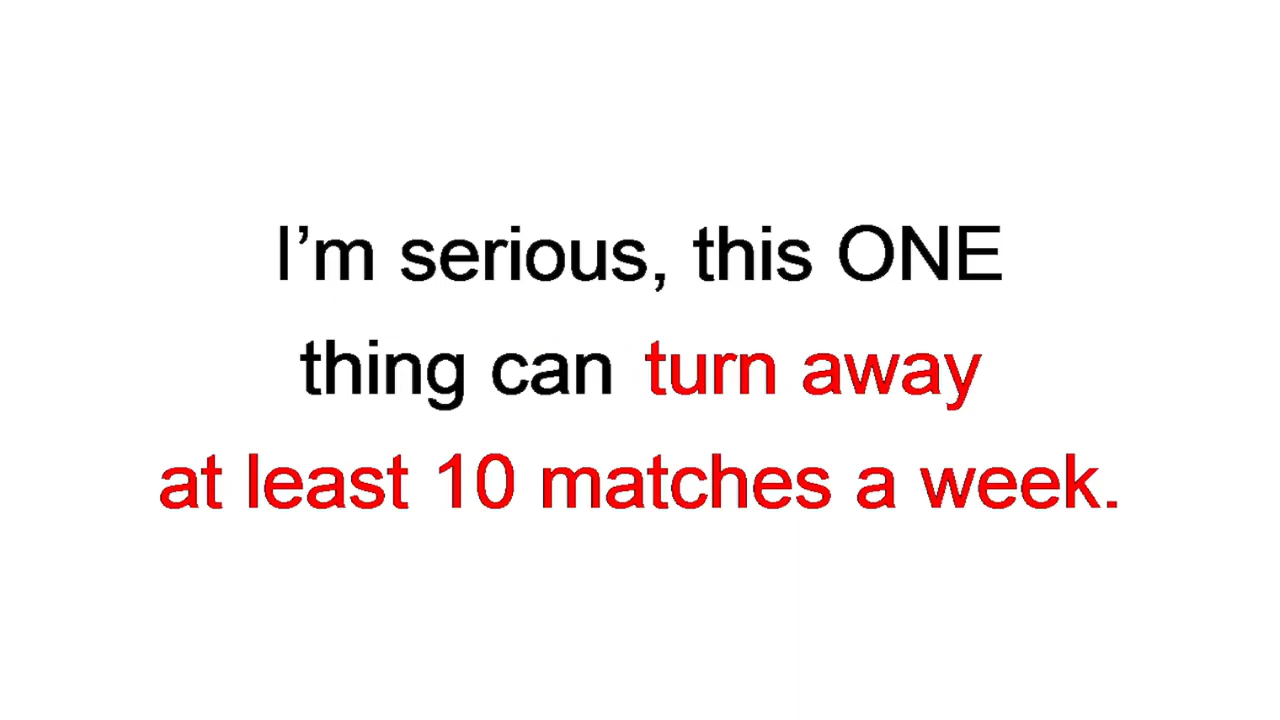 I’m serious, this ONE
thing can turn away
at least 10 matches a week.